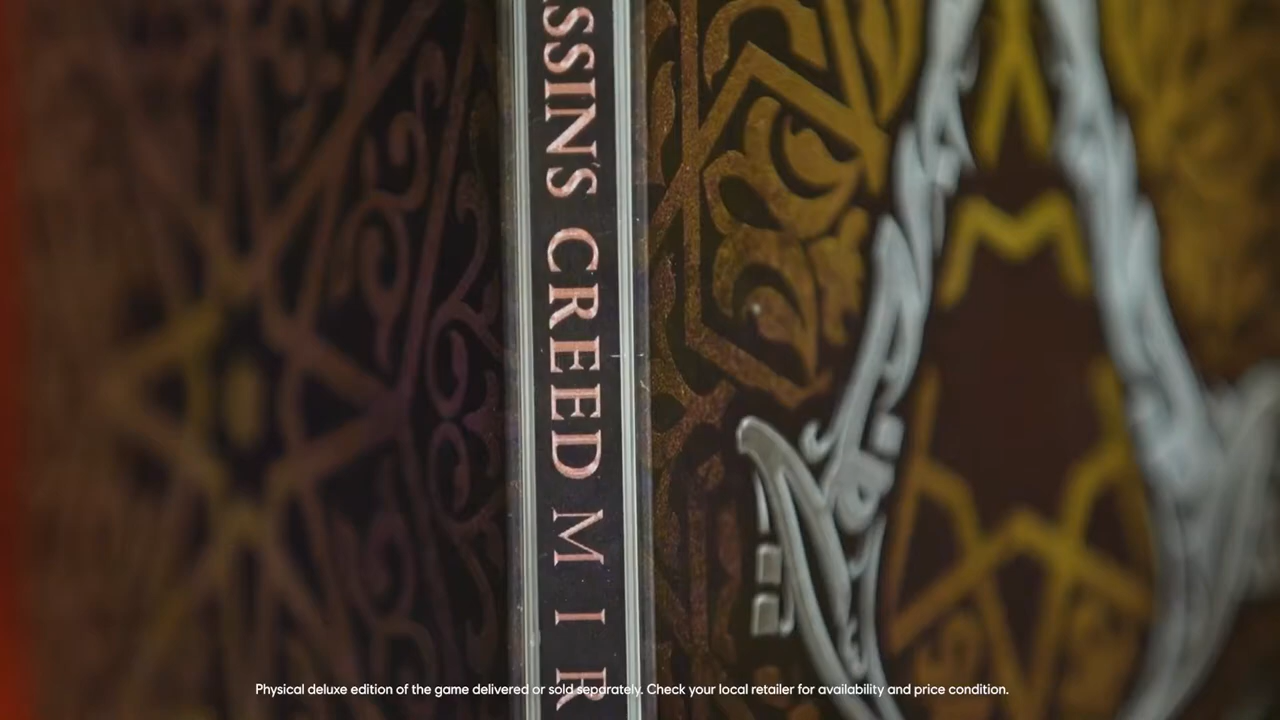 SSIN'S CREED MIR
Physical deluxe edition of the game delivered or sold separately. Check your local retailer for availability and price condition.